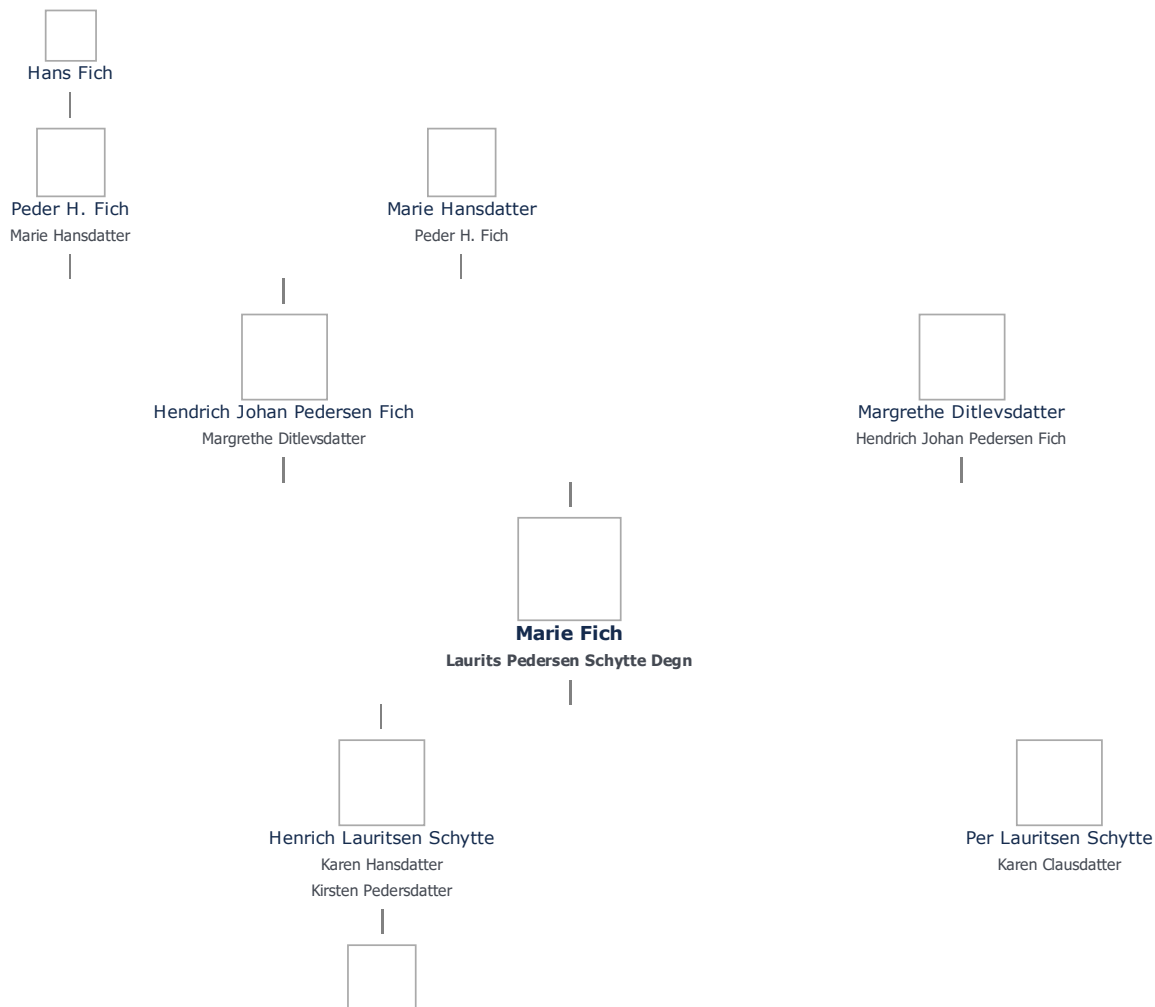 Hans Fich
Peder H. Fich
Marie Hansdatter
Marie Hansdatter
Peder H. Fich
Hendrich Johan Pedersen Fich
Margrethe Ditlevsdatter
Margrethe Ditlevsdatter
Hendrich Johan Pedersen Fich
Marie Fich
Laurits Pedersen Schytte Degn
Henrich Lauritsen Schytte
Karen Hansdatter
Kirsten Pedersdatter
Per Lauritsen Schytte
Karen Clausdatter